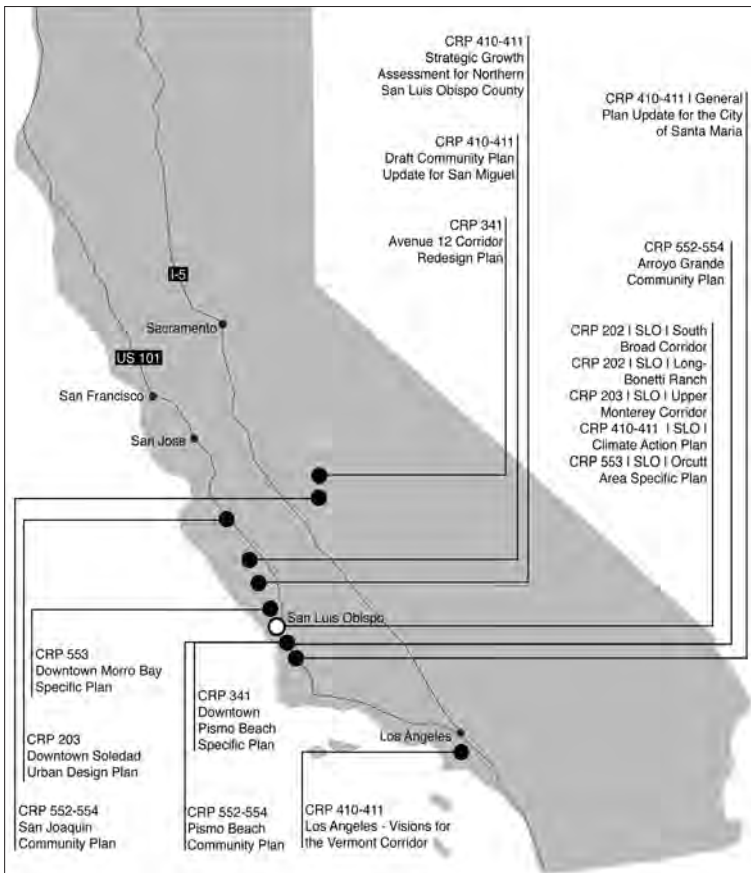 CRP 410-411
Strategic Growth
Assessment for Northern
San Luis Obispo County
CRP 410-411 | General
Plan Update for the City
of Santa Maria
CRP 410-411
Draft Community Plan
Update for San Miguel
CRP 341
Avenue 12 Corridor
Redesign Plan
CRP 552-554
Arroyo Grande
Community Plan
I-5
Sacramento
US 101
San Francisco
San Jose
CRP 202 | SLO | South
Broad Corridor
CRP 202 | SLO | Long-
Bonetti Ranch
CRP 203 | SLO | Upper
Monterey Corridor
CRP 410-411 | SLO |
Climate Action Plan
CRP 553 | SLO | Orcutt
Area Specific Plan
San Luis Obispo
CRP 553
Downtown Morro Bay
Specific Plan
CRP 341
Downtown
Pismo Beach
Specific Plan
Los Angeles
CRP 203
Downtown Soledad
Urban Design Plan
CRP 552-554
San Joaquin
Community Plan
CRP 552-554
Pismo Beach
Community Plan
CRP 410-411
Los Angeles - Visions for
the Vermont Corridor